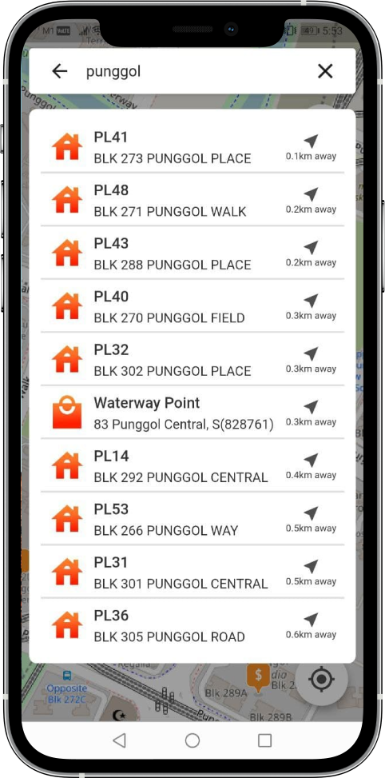 M1
5:53
punggol
PL41
BLK 273 PUNGGOL PLACE
0.1km away
PL48
BLK 271 PUNGGOL WALK
0.2km away
PL43
BLK 288 PUNGGOL PLACE
0.2km away
PL40
BLK 270 PUNGGOL FIELD
0.3km away
PL32
BLK 302 PUNGGOL PLACE
0.3km away
Waterway Point
83 Punggol Central, S(828761)
0.3km away
PL14
BLK 292 PUNGGOL CENTRAL
0.4km away
PL53
BLK 266 PUNGGOL WAY
0.5km away
PL31
BLK 301 PUNGGOL CENTRAL
0.5km away
PL36
BLK 305 PUNGGOL ROAD
0.6km away
Opposite
Blk 272C
$
Blk 289A
Blk 2
Blk 289B